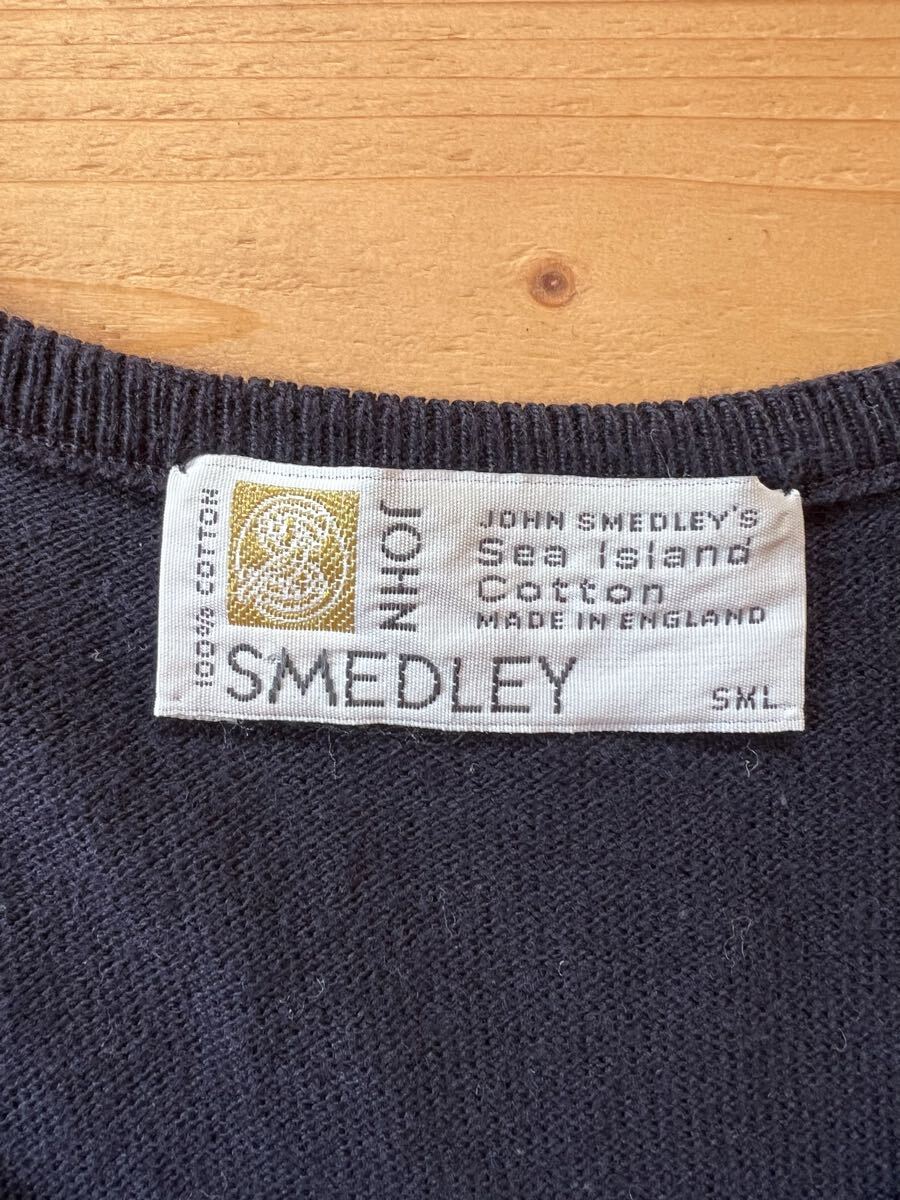 100% COTTON
JOHN
SMEDLEY
JOHN SMEDLEY'S
Sea Island
Cotton
MADE IN ENGLAND
SML